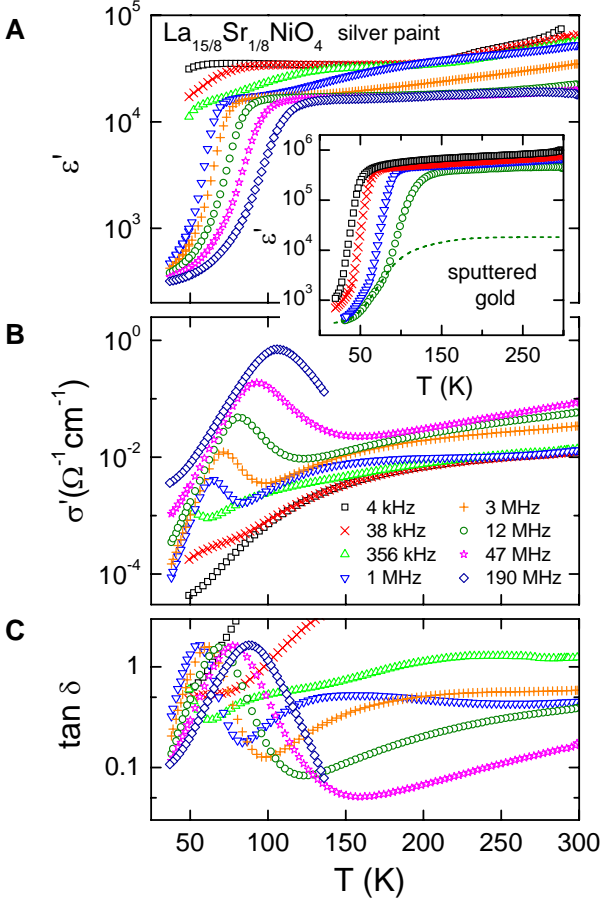 A
La15/8Sr1/8NiO4 silver paint
10^5
10^4
10^3
ε'
10^6
10^5
10^4
10^3
ε'
sputtered
gold
50 150 250
T (K)
B
10^0
10^-2
10^-4
σ'(Ω^-1cm^-1)
4 kHz 3 MHz
38 kHz 12 MHz
356 kHz 47 MHz
1 MHz 190 MHz
C
1
0.1
tan δ
50 100 150 200 250 300
T (K)